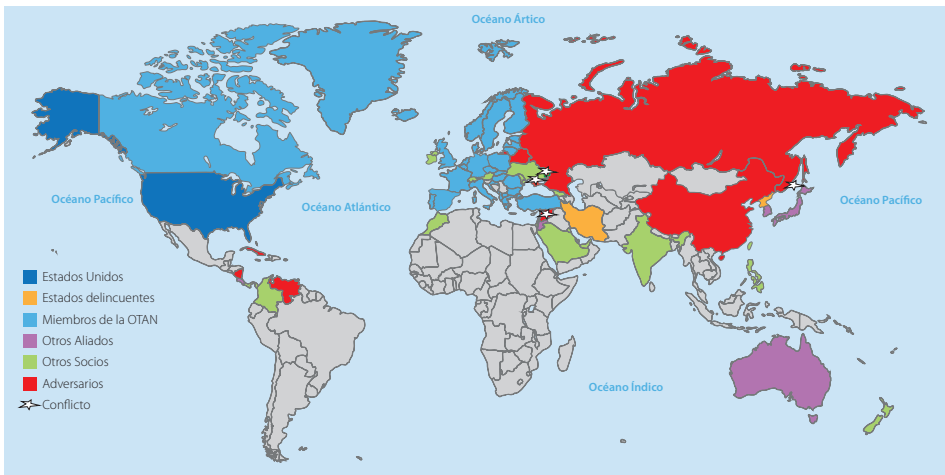 Océano Ártico
Océano Pacífico
Océano Atlántico
Océano Pacífico
Estados Unidos
Estados delincuentes
Miembros de la OTAN
Otros Aliados
Otros Socios
Adversarios
Conflicto
Océano Índico